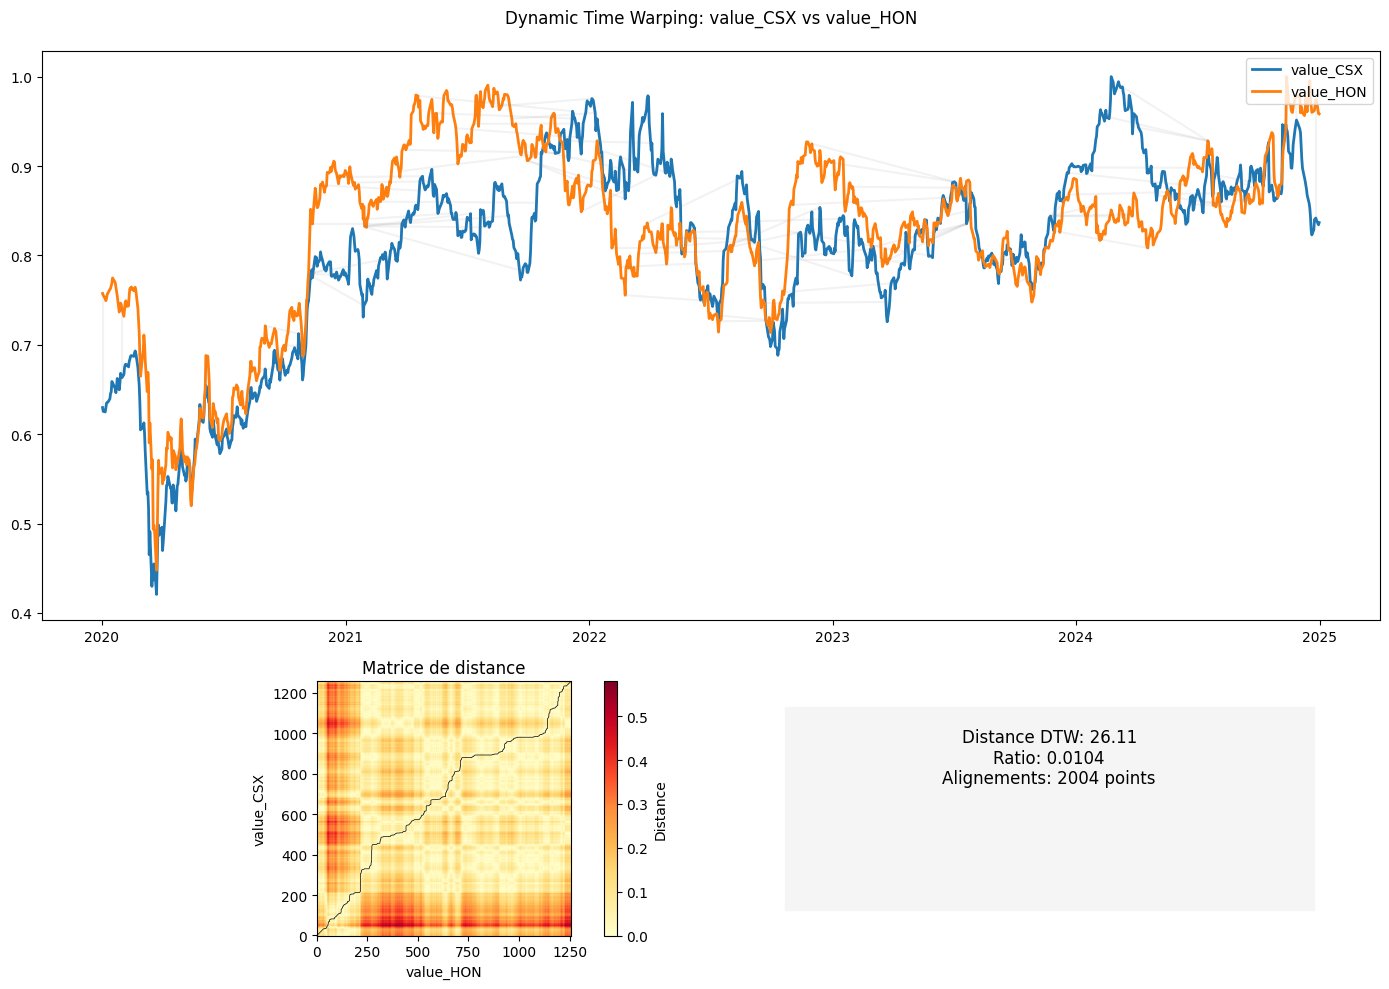 Dynamic Time Warping: value_CSX vs value_HON
value_CSX
value_HON
1.0
0.9
0.8
0.7
0.6
0.5
0.4
2020 2021 2022 2023 2024 2025
Matrice de distance
1200
1000
800
600
400
200
0
value_CSX
0 250 500 750 1000 1250
value_HON
0.5
0.4
0.3
0.2
0.1
0.0
Distance
Distance DTW: 26.11
Ratio: 0.0104
Alignements: 2004 points